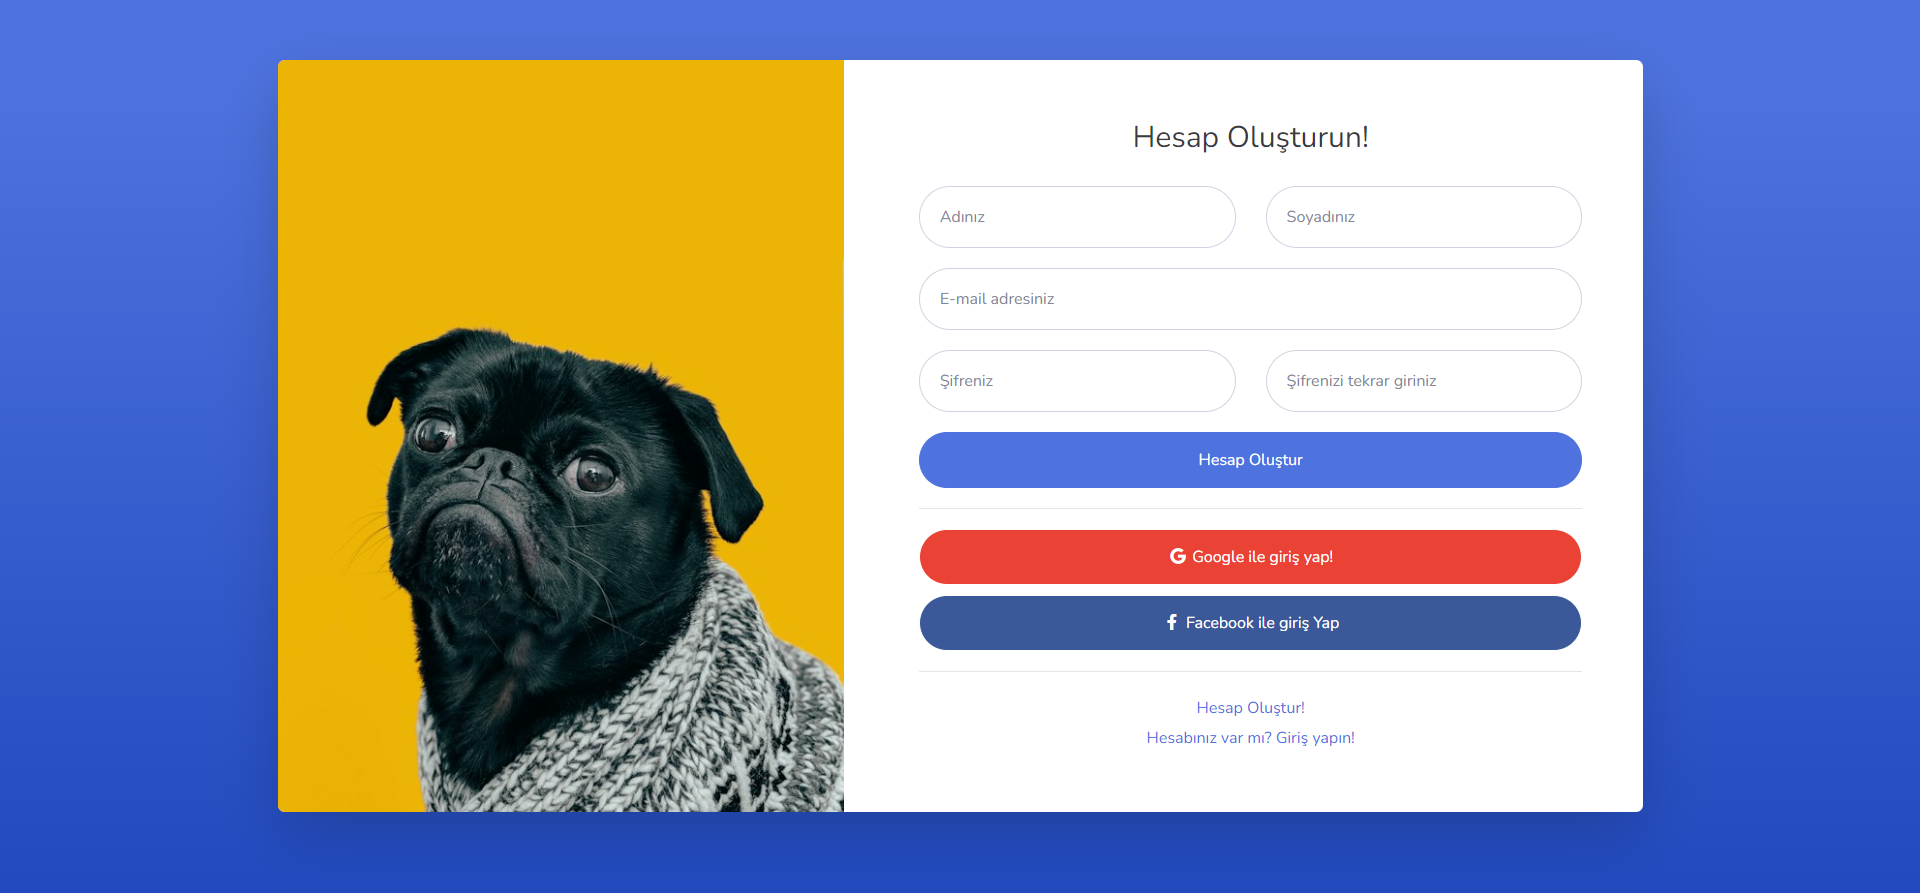 Hesap Oluşturun!
Adınız
Soyadınız
E-mail adresiniz
Şifreniz
Şifrenizi tekrar giriniz
Hesap Oluştur
Google ile giriş yap!
Facebook ile giriş Yap
Hesap Oluştur!
Hesabınız var mı? Giriş yapın!